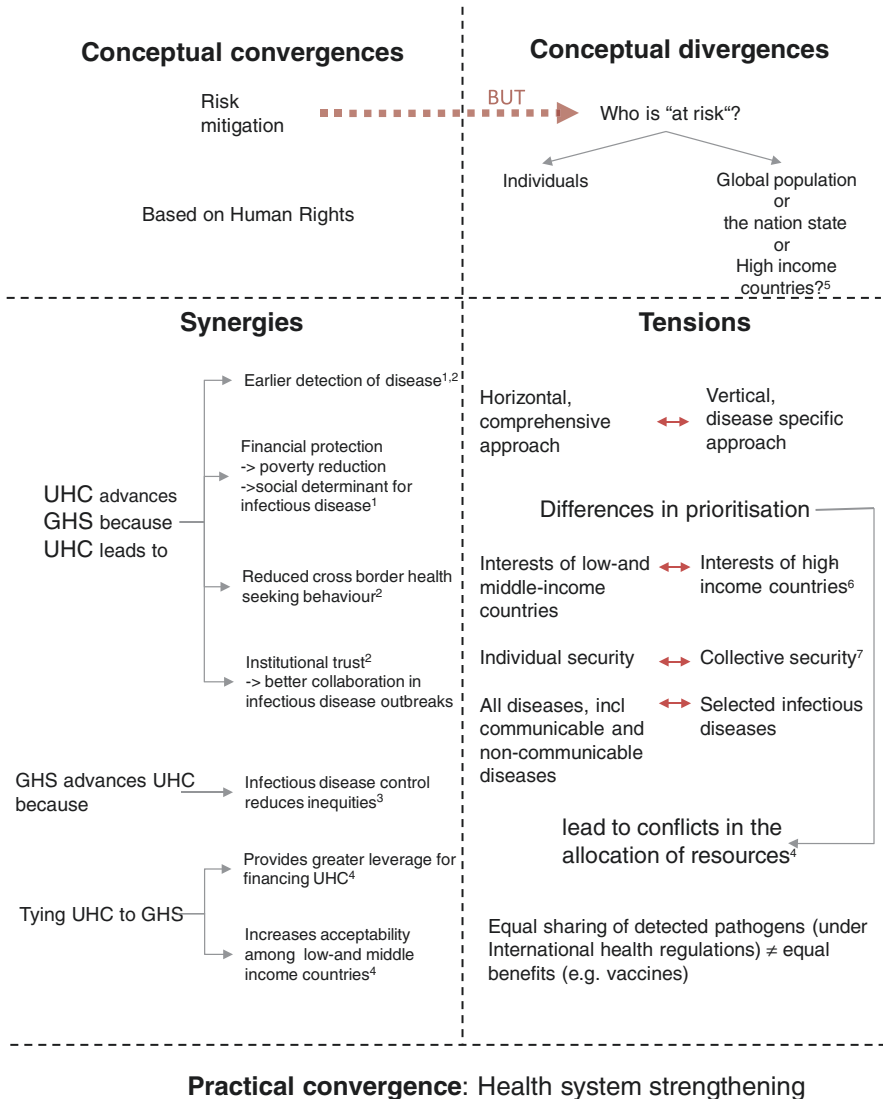 Conceptual convergences
Risk
mitigation
Based on Human Rights
Conceptual divergences
BUT
Who is “at risk“?
Individuals
Global population
or
the nation state
or
High income
countries?⁵
Synergies
UHC advances
GHS because
UHC leads to
Earlier detection of disease¹,²
Financial protection
-> poverty reduction
->social determinant for
infectious disease¹
Reduced cross border health
seeking behaviour²
Institutional trust²
-> better collaboration in
infectious disease outbreaks
GHS advances UHC
because
Infectious disease control
reduces inequities³
Tying UHC to GHS
Provides greater leverage for
financing UHC⁴
Increases acceptability
among low-and middle
income countries⁴
Tensions
Horizontal,
comprehensive
approach
Vertical,
disease specific
approach
Differences in prioritisation
Interests of low-and
middle-income
countries
Interests of high-
income countries⁶
Individual security
Collective security⁷
All diseases, incl
communicable and
non-communicable
diseases
Selected infectious
diseases
lead to conflicts in the
allocation of resources⁴
Equal sharing of detected pathogens (under
International health regulations) ≠ equal
benefits (e.g. vaccines)
Practical convergence: Health system strengthening